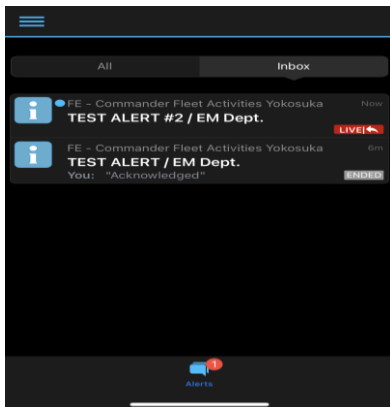 All
Inbox
FE - Commander Fleet Activities Yokosuka
Now
TEST ALERT #2 / EM Dept.
LIVE
FE - Commander Fleet Activities Yokosuka
6m
TEST ALERT / EM Dept.
You: "Acknowledged"
ENDED
1
Alerts